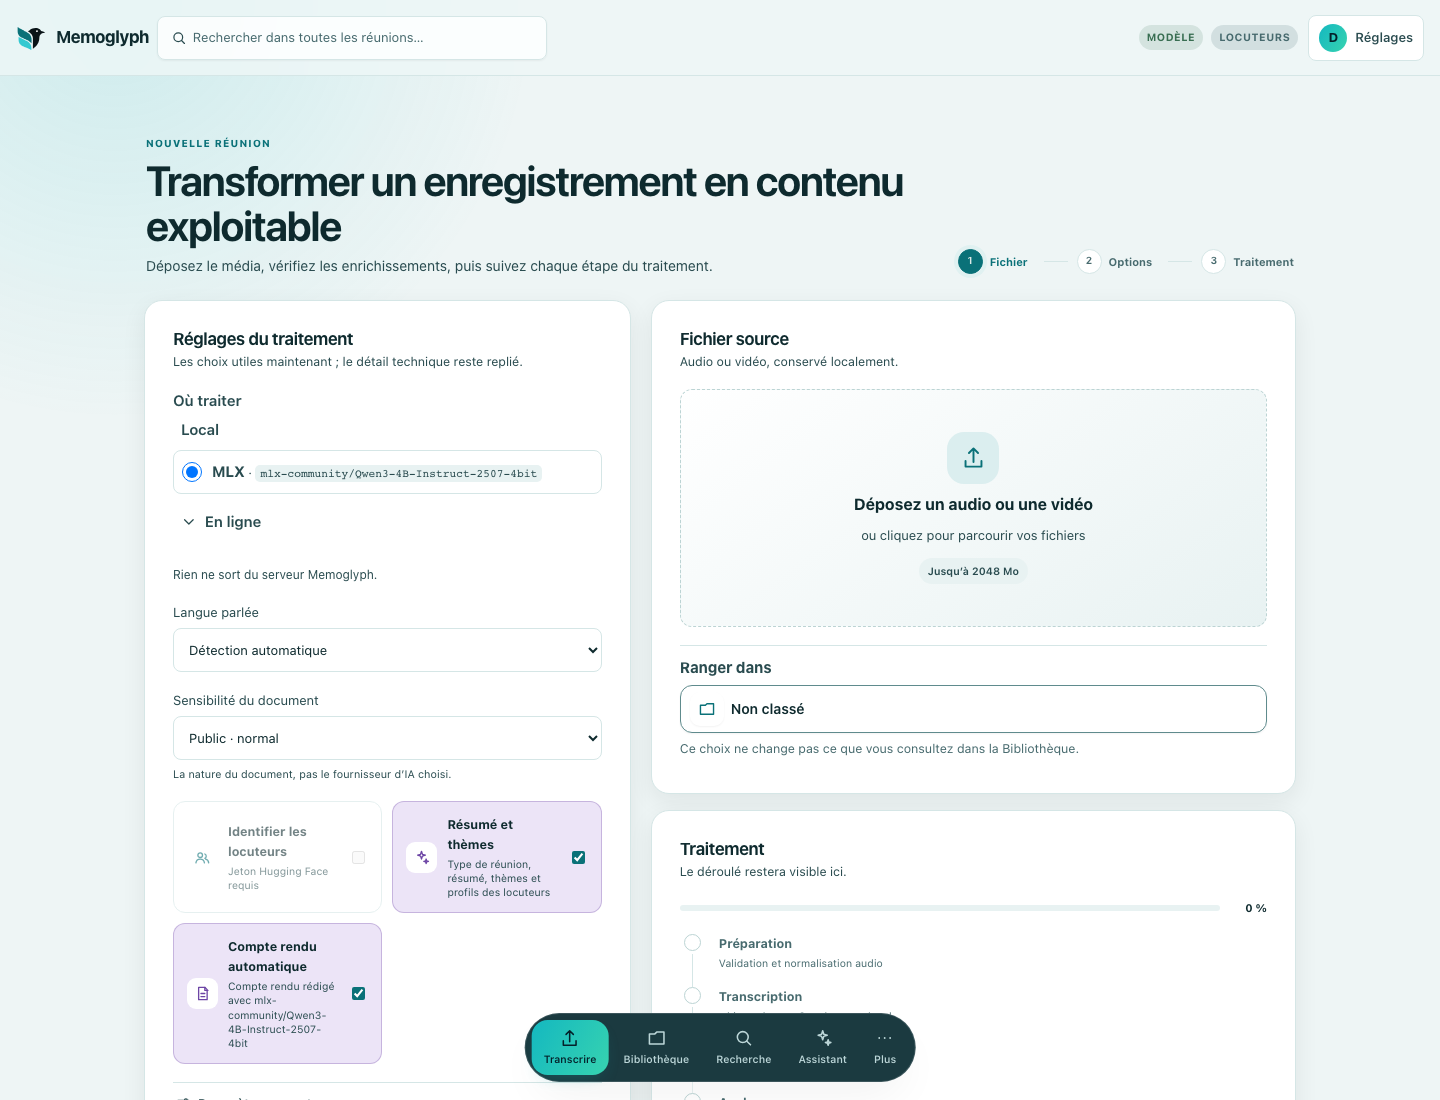 Memoglyph
Rechercher dans toutes les réunions…
MODÈLE
LOCUTEURS
D
Réglages
NOUVELLE RÉUNION
Transformer un enregistrement en contenu
exploitable
Déposez le média, vérifiez les enrichissements, puis suivez chaque étape du traitement.
1 Fichier
2 Options
3 Traitement
Réglages du traitement
Les choix utiles maintenant ; le détail technique reste replié.
Où traiter
Local
MLX · mlx-community/Qwen3-4B-Instruct-2507-4bit
En ligne
Rien ne sort du serveur Memoglyph.
Langue parlée
Détection automatique
Sensibilité du document
Public · normal
La nature du document, pas le fournisseur d’IA choisi.
Identifier les
locuteurs
Jeton Hugging Face
requis
Résumé et
thèmes
Type de réunion,
résumé, thèmes et
profils des locuteurs
Compte rendu
automatique
Compte rendu rédigé
avec mlx-
community/Qwen3-
4B-Instruct-2507-
4bit
Fichier source
Audio ou vidéo, conservé localement.
Déposez un audio ou une vidéo
ou cliquez pour parcourir vos fichiers
Jusqu’à 2048 Mo
Ranger dans
Non classé
Ce choix ne change pas ce que vous consultez dans la Bibliothèque.
Traitement
Le déroulé restera visible ici.
0 %
Préparation
Validation et normalisation audio
Transcription
Transcrire
Bibliothèque
Recherche
Assistant
Plus